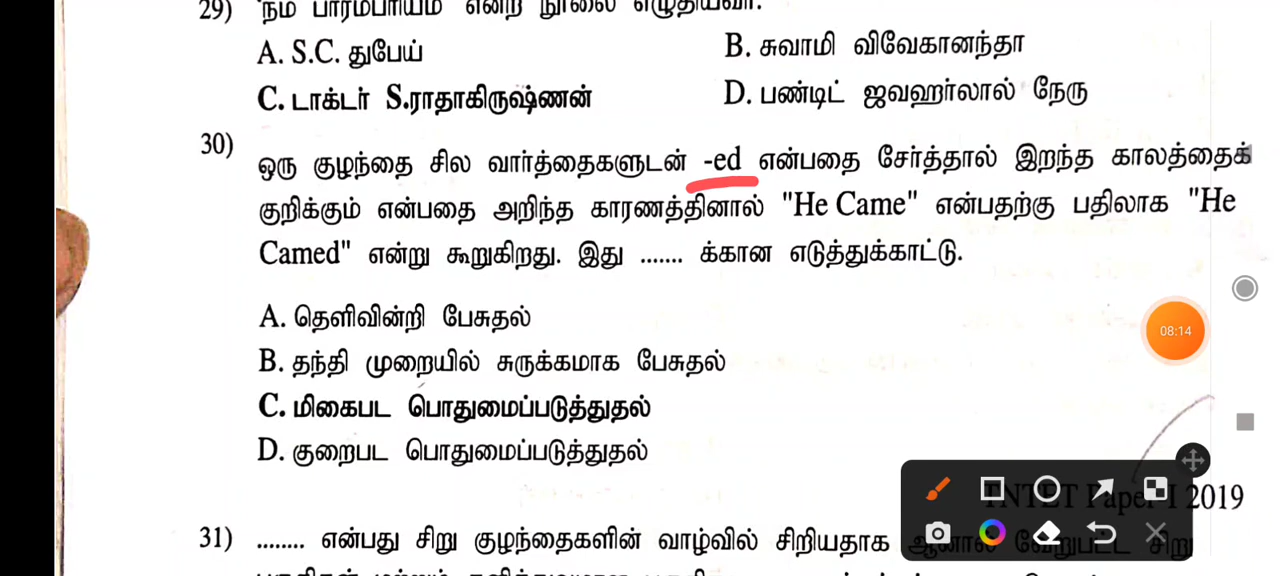 29) 'நம் பாரம்பரியம்' என்ற நூலை எழுதியவர்.
A. S.C. துபேய்
B. சுவாமி விவேகானந்தா
C. டாக்டர் S.ராதாகிருஷ்ணன்
D. பண்டிட் ஜவஹர்லால் நேரு
30) ஒரு குழந்தை சில வார்த்தைகளுடன் -ed என்பதை சேர்த்தால் இறந்த காலத்தைக்
குறிக்கும் என்பதை அறிந்த காரணத்தினால் "He Came" என்பதற்கு பதிலாக "He
Camed" என்று கூறுகிறது. இது ....... க்கான எடுத்துக்காட்டு.
A. தெளிவின்றி பேசுதல்
B. தந்தி முறையில் சுருக்கமாக பேசுதல்
C. மிகைபட பொதுமைப்படுத்துதல்
D. குறைபட பொதுமைப்படுத்துதல்
08:14
TNTET Paper-I 2019
31) ........ என்பது சிறு குழந்தைகளின் வாழ்வில் சிறியதாக ஆனால் வேறுபட்ட சிறு